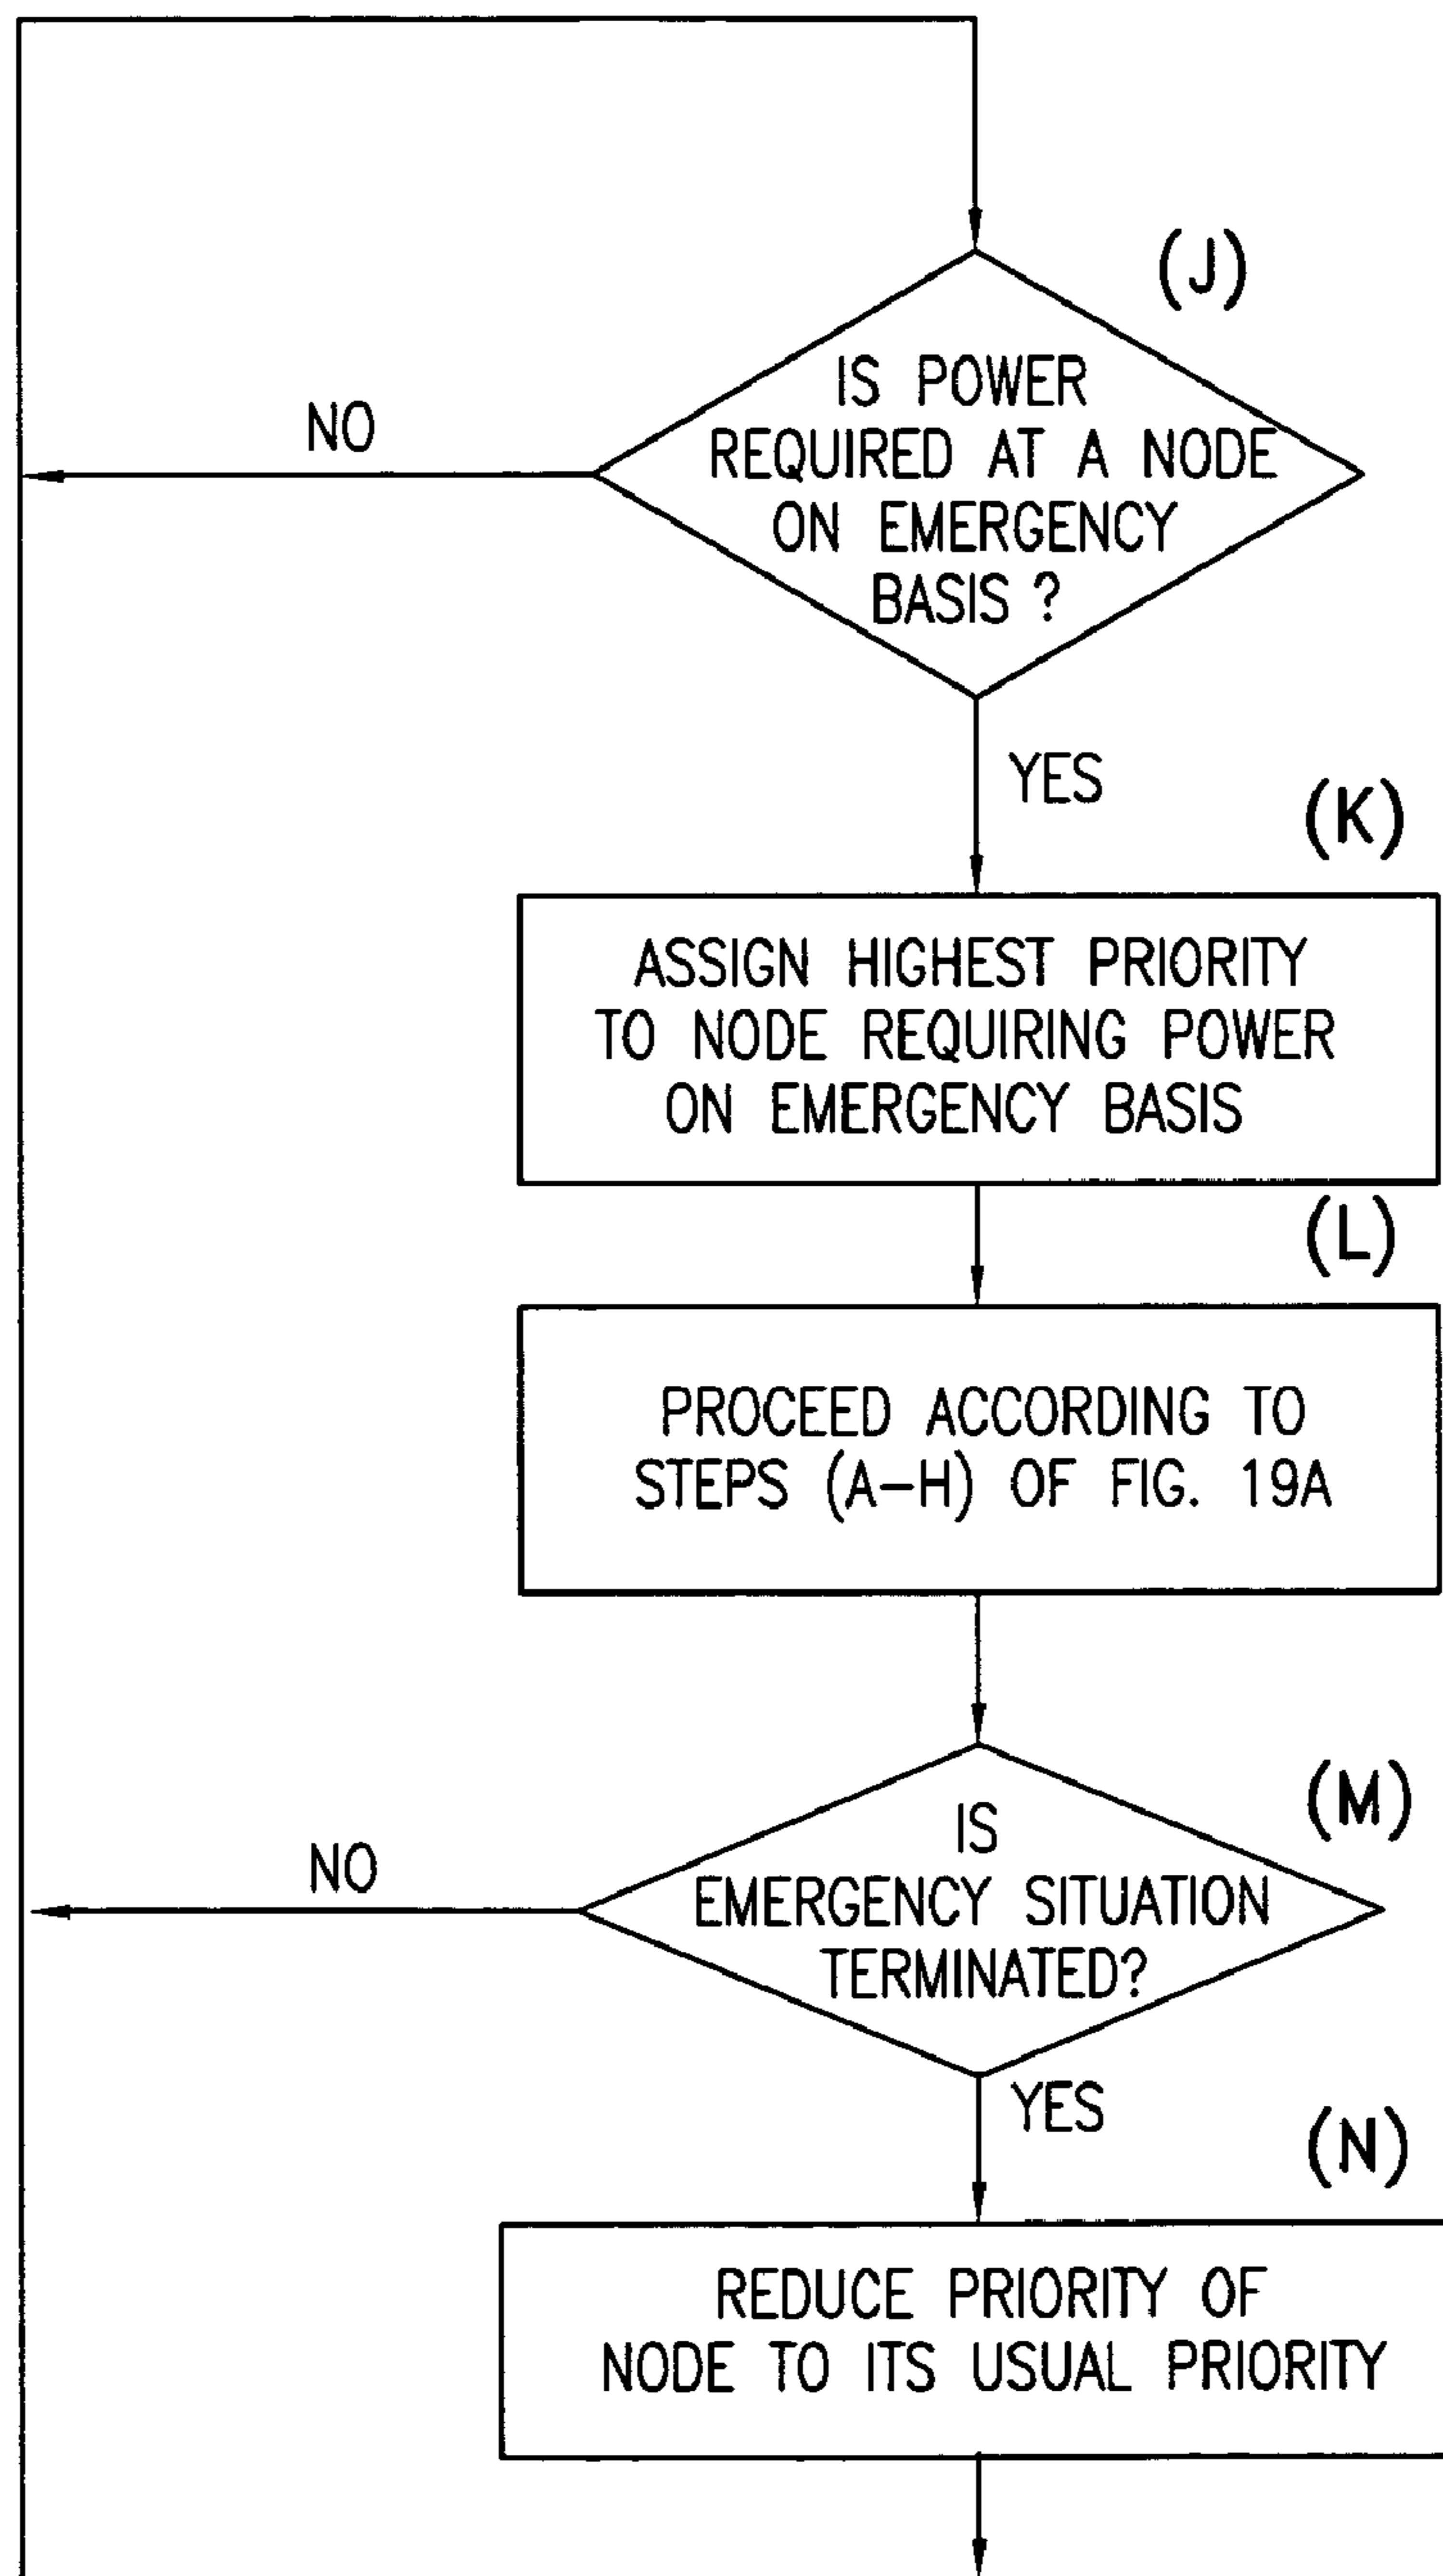 (J)
IS POWER
REQUIRED AT A NODE
ON EMERGENCY
BASIS ?
NO
YES
(K)
ASSIGN HIGHEST PRIORITY
TO NODE REQUIRING POWER
ON EMERGENCY BASIS
(L)
PROCEED ACCORDING TO
STEPS (A-H) OF FIG. 19A
(M)
IS
EMERGENCY SITUATION
TERMINATED?
NO
YES
(N)
REDUCE PRIORITY OF
NODE TO ITS USUAL PRIORITY